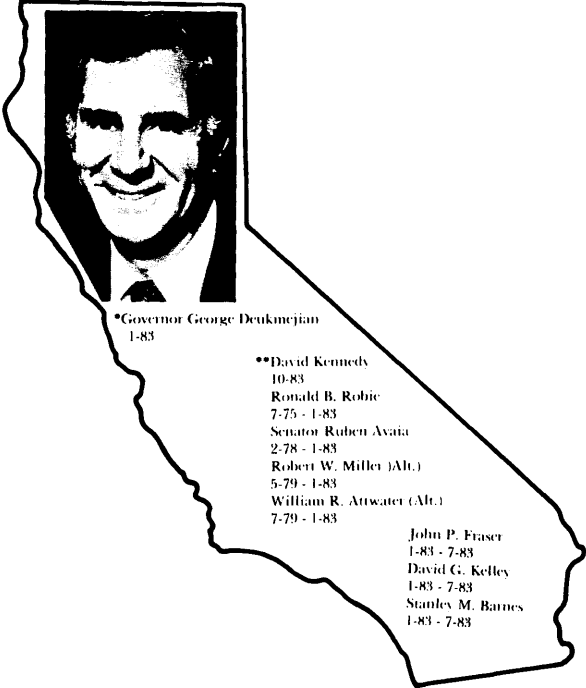 *Governor George Deukmejian
1-83
**David Kennedy
10-83
Ronald B. Robie
7-75 - 1-83
Senator Ruben Avaia
2-78 - 1-83
Robert W. Miller )Alt.)
5-79 - 1-83
William R. Attwater (Alt.)
7-79 - 1-83
John P. Fraser
1-83 - 7-83
David G. Kelley
1-83 - 7-83
Stanley M. Barnes
1-83 - 7-83